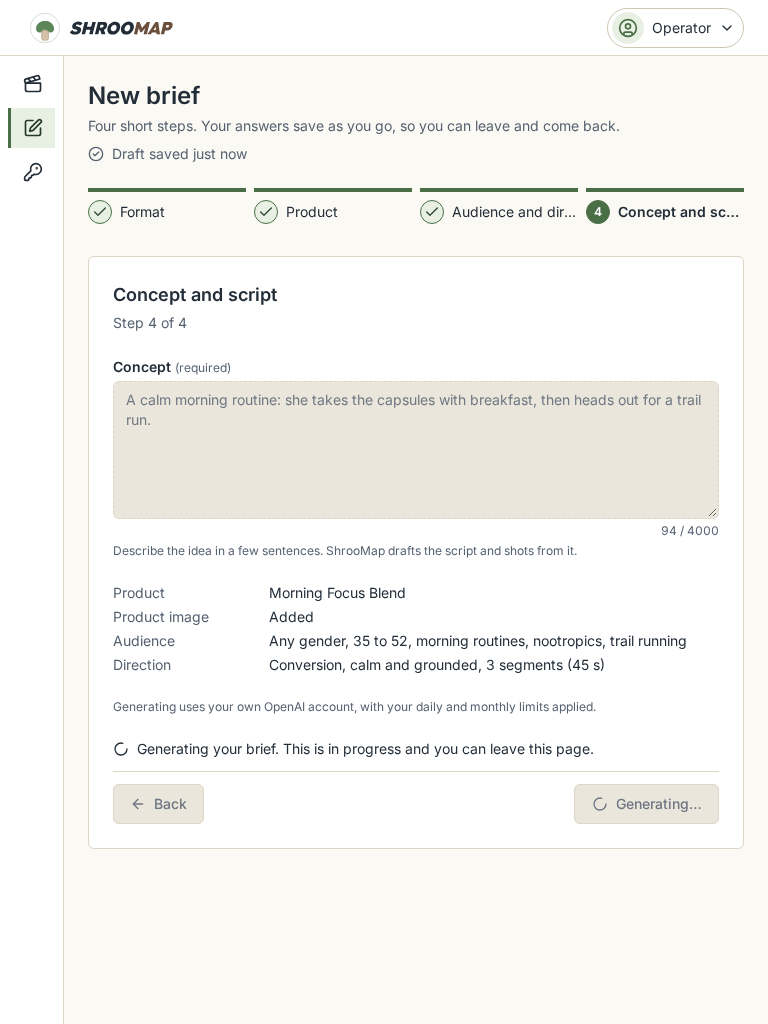 SHROOMAP
Operator
New brief
Four short steps. Your answers save as you go, so you can leave and come back.
Draft saved just now
Format
Product
Audience and dir...
4
Concept and sc...
Concept and script
Step 4 of 4
Concept (required)
A calm morning routine: she takes the capsules with breakfast, then heads out for a trail
run.
94 / 4000
Describe the idea in a few sentences. ShrooMap drafts the script and shots from it.
Product Morning Focus Blend
Product image Added
Audience Any gender, 35 to 52, morning routines, nootropics, trail running
Direction Conversion, calm and grounded, 3 segments (45 s)
Generating uses your own OpenAI account, with your daily and monthly limits applied.
Generating your brief. This is in progress and you can leave this page.
Back
Generating...